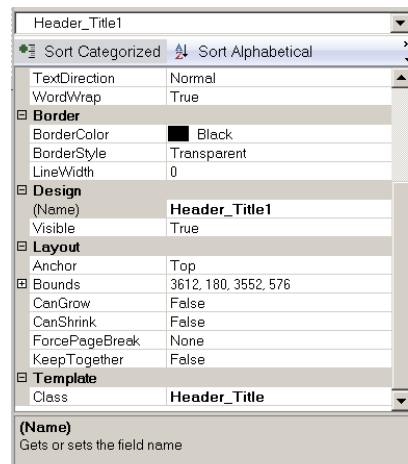 Header_Title1
Sort Categorized Sort Alphabetical
TextDirection Normal
WordWrap True
Border
BorderColor Black
BorderStyle Transparent
LineWidth 0
Design
(Name) Header_Title1
Visible True
Layout
Anchor Top
Bounds 3612, 180, 3552, 576
CanGrow False
CanShrink False
ForcePageBreak None
KeepTogether False
Template
Class Header_Title
(Name)
Gets or sets the field name